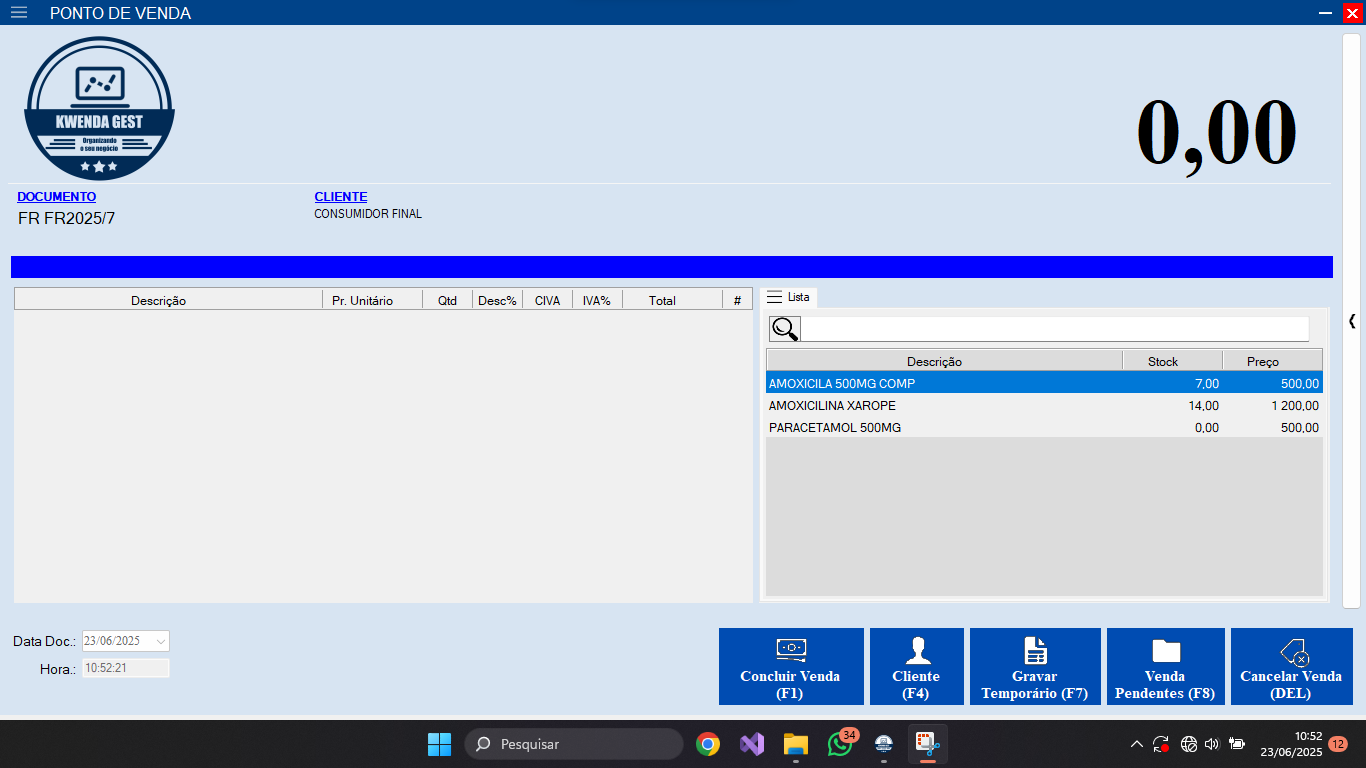 PONTO DE VENDA
KWENDA GEST
Organizando
o seu negócio
0,00
DOCUMENTO
FR FR2025/7
CLIENTE
CONSUMIDOR FINAL
Descrição Pr. Unitário Qtd Desc% CIVA IVA% Total #
Lista
Descrição Stock Preço
AMOXICILA 500MG COMP 7,00 500,00
AMOXICILINA XAROPE 14,00 1 200,00
PARACETAMOL 500MG 0,00 500,00
Data Doc.: 23/06/2025
Hora.: 10:52:21
Concluir Venda
(F1)
Cliente
(F4)
Gravar
Temporário (F7)
Venda
Pendentes (F8)
Cancelar Venda
(DEL)
Pesquisar
34
10:52
23/06/2025
12